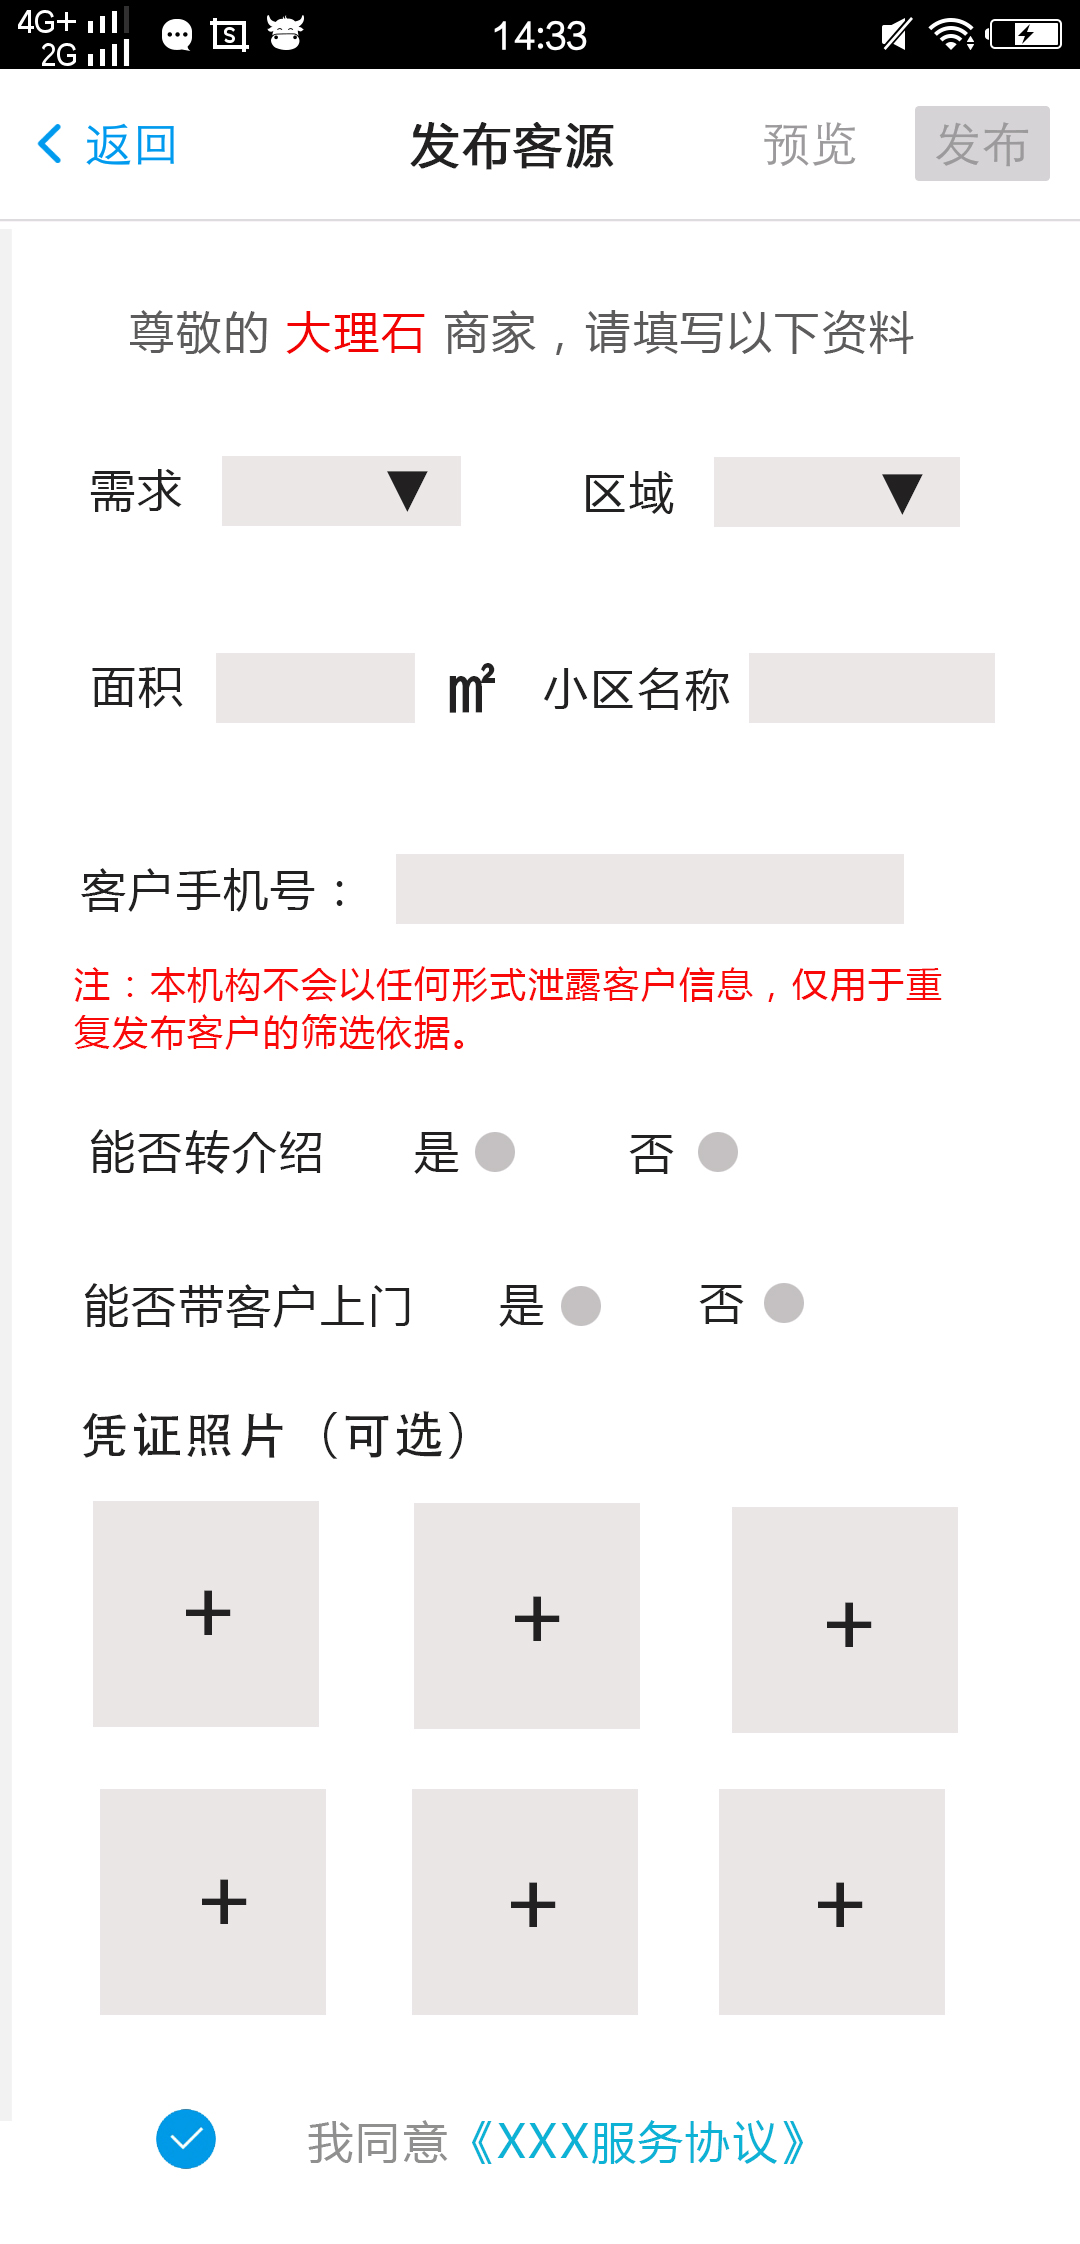 4G+
2G
14:33
返回 发布客源 预览 发布
尊敬的 大理石 商家，请填写以下资料
需求 ▼ 区域 ▼
面积 ㎡ 小区名称
客户手机号：
注：本机构不会以任何形式泄露客户信息，仅用于重
复发布客户的筛选依据。
能否转介绍 是 否
能否带客户上门 是 否
凭证照片（可选）
+ + +
+ + +
我同意《XXX服务协议》